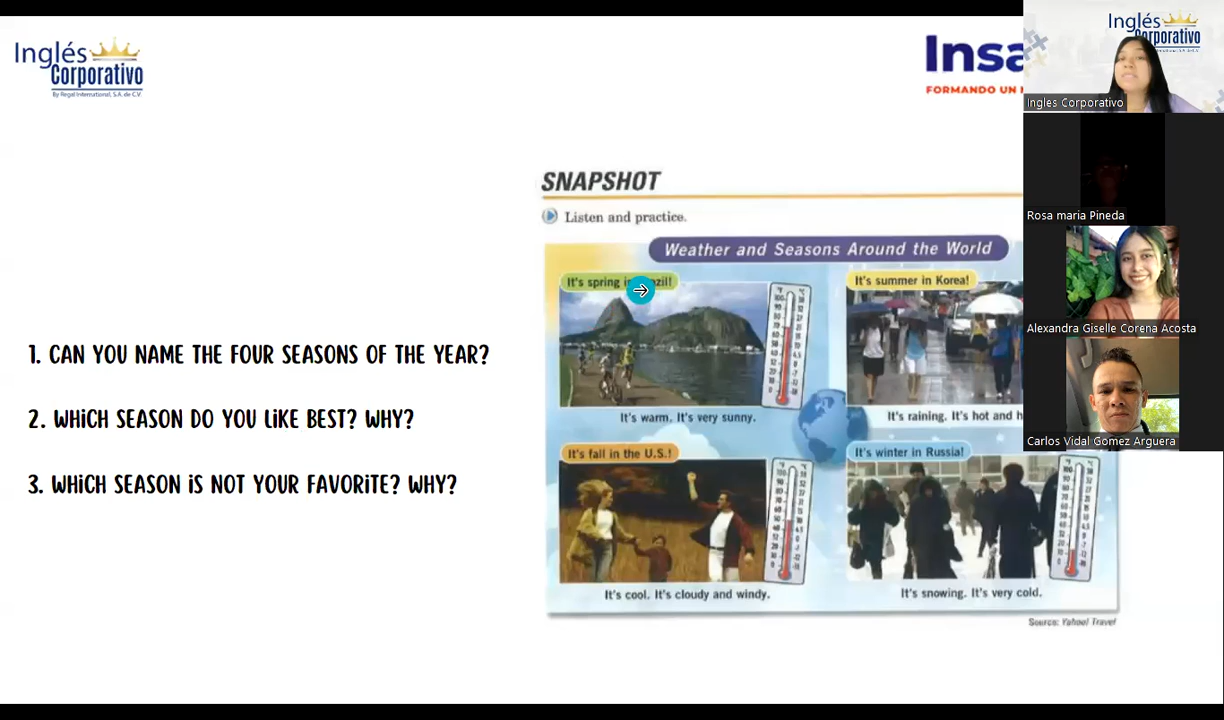 Inglés
Corporativo
By Regal International, S.A. de C.V.
Insa
FORMANDO UN
Inglés
Corporativo
Ingles Corporativo
Rosa maria Pineda
Alexandra Giselle Corena Acosta
Carlos Vidal Gomez Arguera
1. CAN YOU NAME THE FOUR SEASONS OF THE YEAR?
2. WHICH SEASON DO YOU LIKE BEST? WHY?
3. WHICH SEASON IS NOT YOUR FAVORITE? WHY?
SNAPSHOT
Listen and practice.
Weather and Seasons Around the World
It's spring
It's summer in Korea!
It's warm. It's very sunny.
It's raining. It's hot and h
It's fall in the U.S.!
It's winter in Russia!
It's cool. It's cloudy and windy.
It's snowing. It's very cold.
Source: Yahoo! Travel